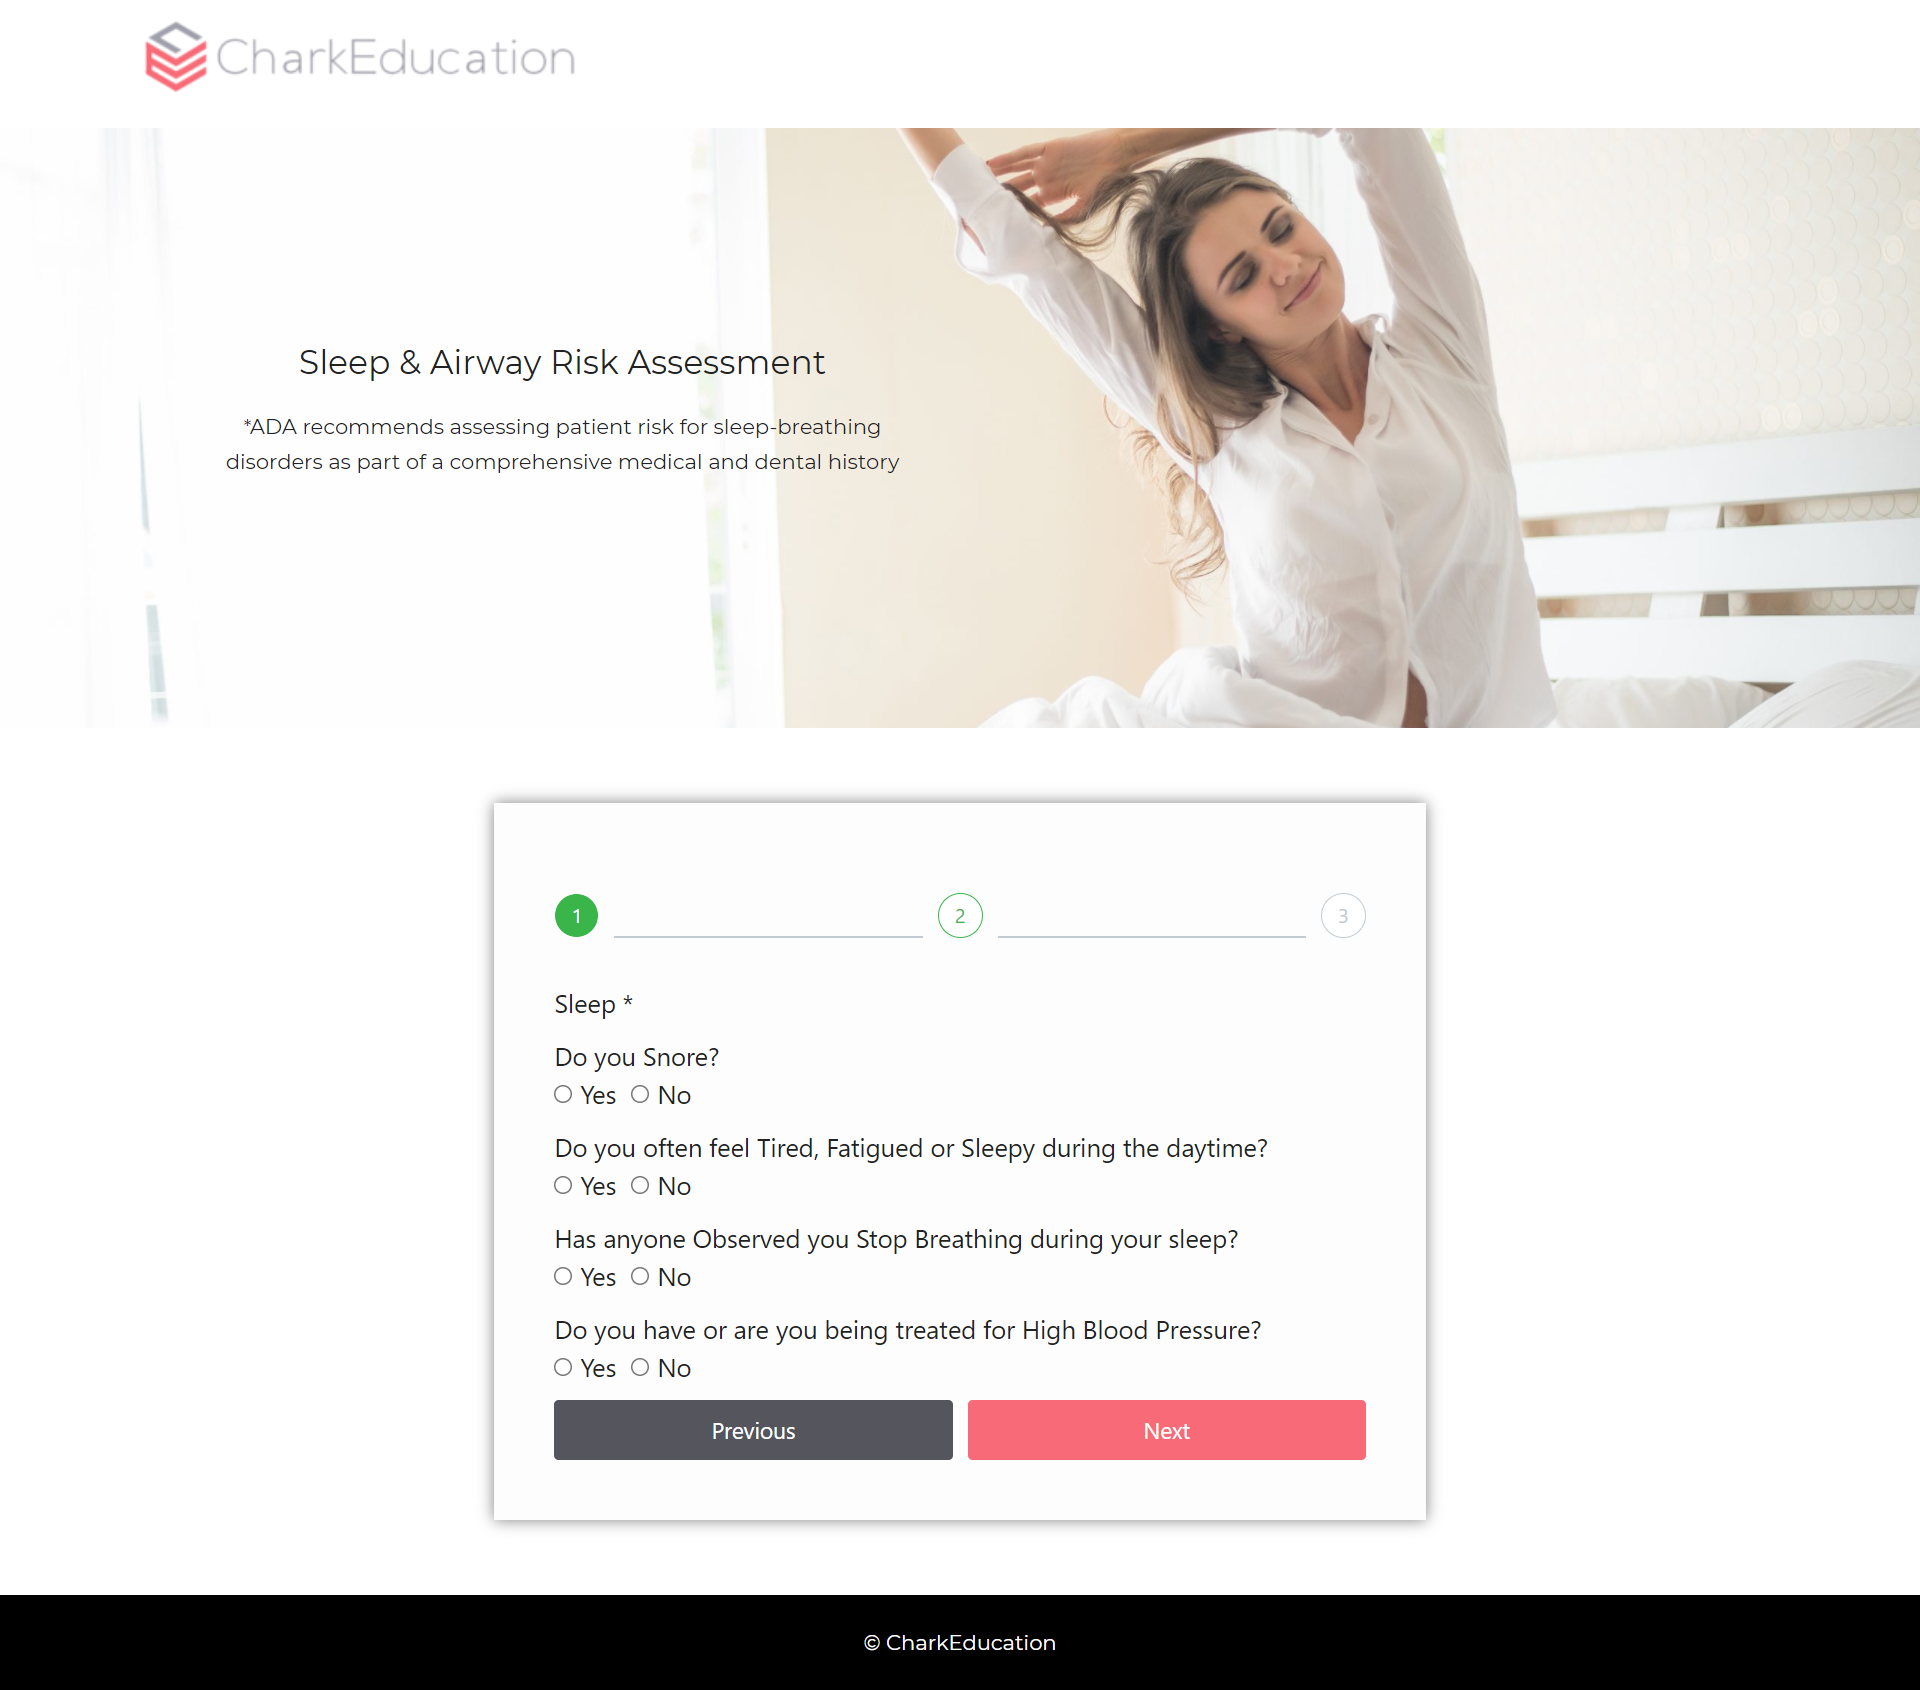 CharkEducation
Sleep & Airway Risk Assessment
*ADA recommends assessing patient risk for sleep-breathing
disorders as part of a comprehensive medical and dental history
1 2 3
Sleep *
Do you Snore?
Yes No
Do you often feel Tired, Fatigued or Sleepy during the daytime?
Yes No
Has anyone Observed you Stop Breathing during your sleep?
Yes No
Do you have or are you being treated for High Blood Pressure?
Yes No
Previous Next
© CharkEducation